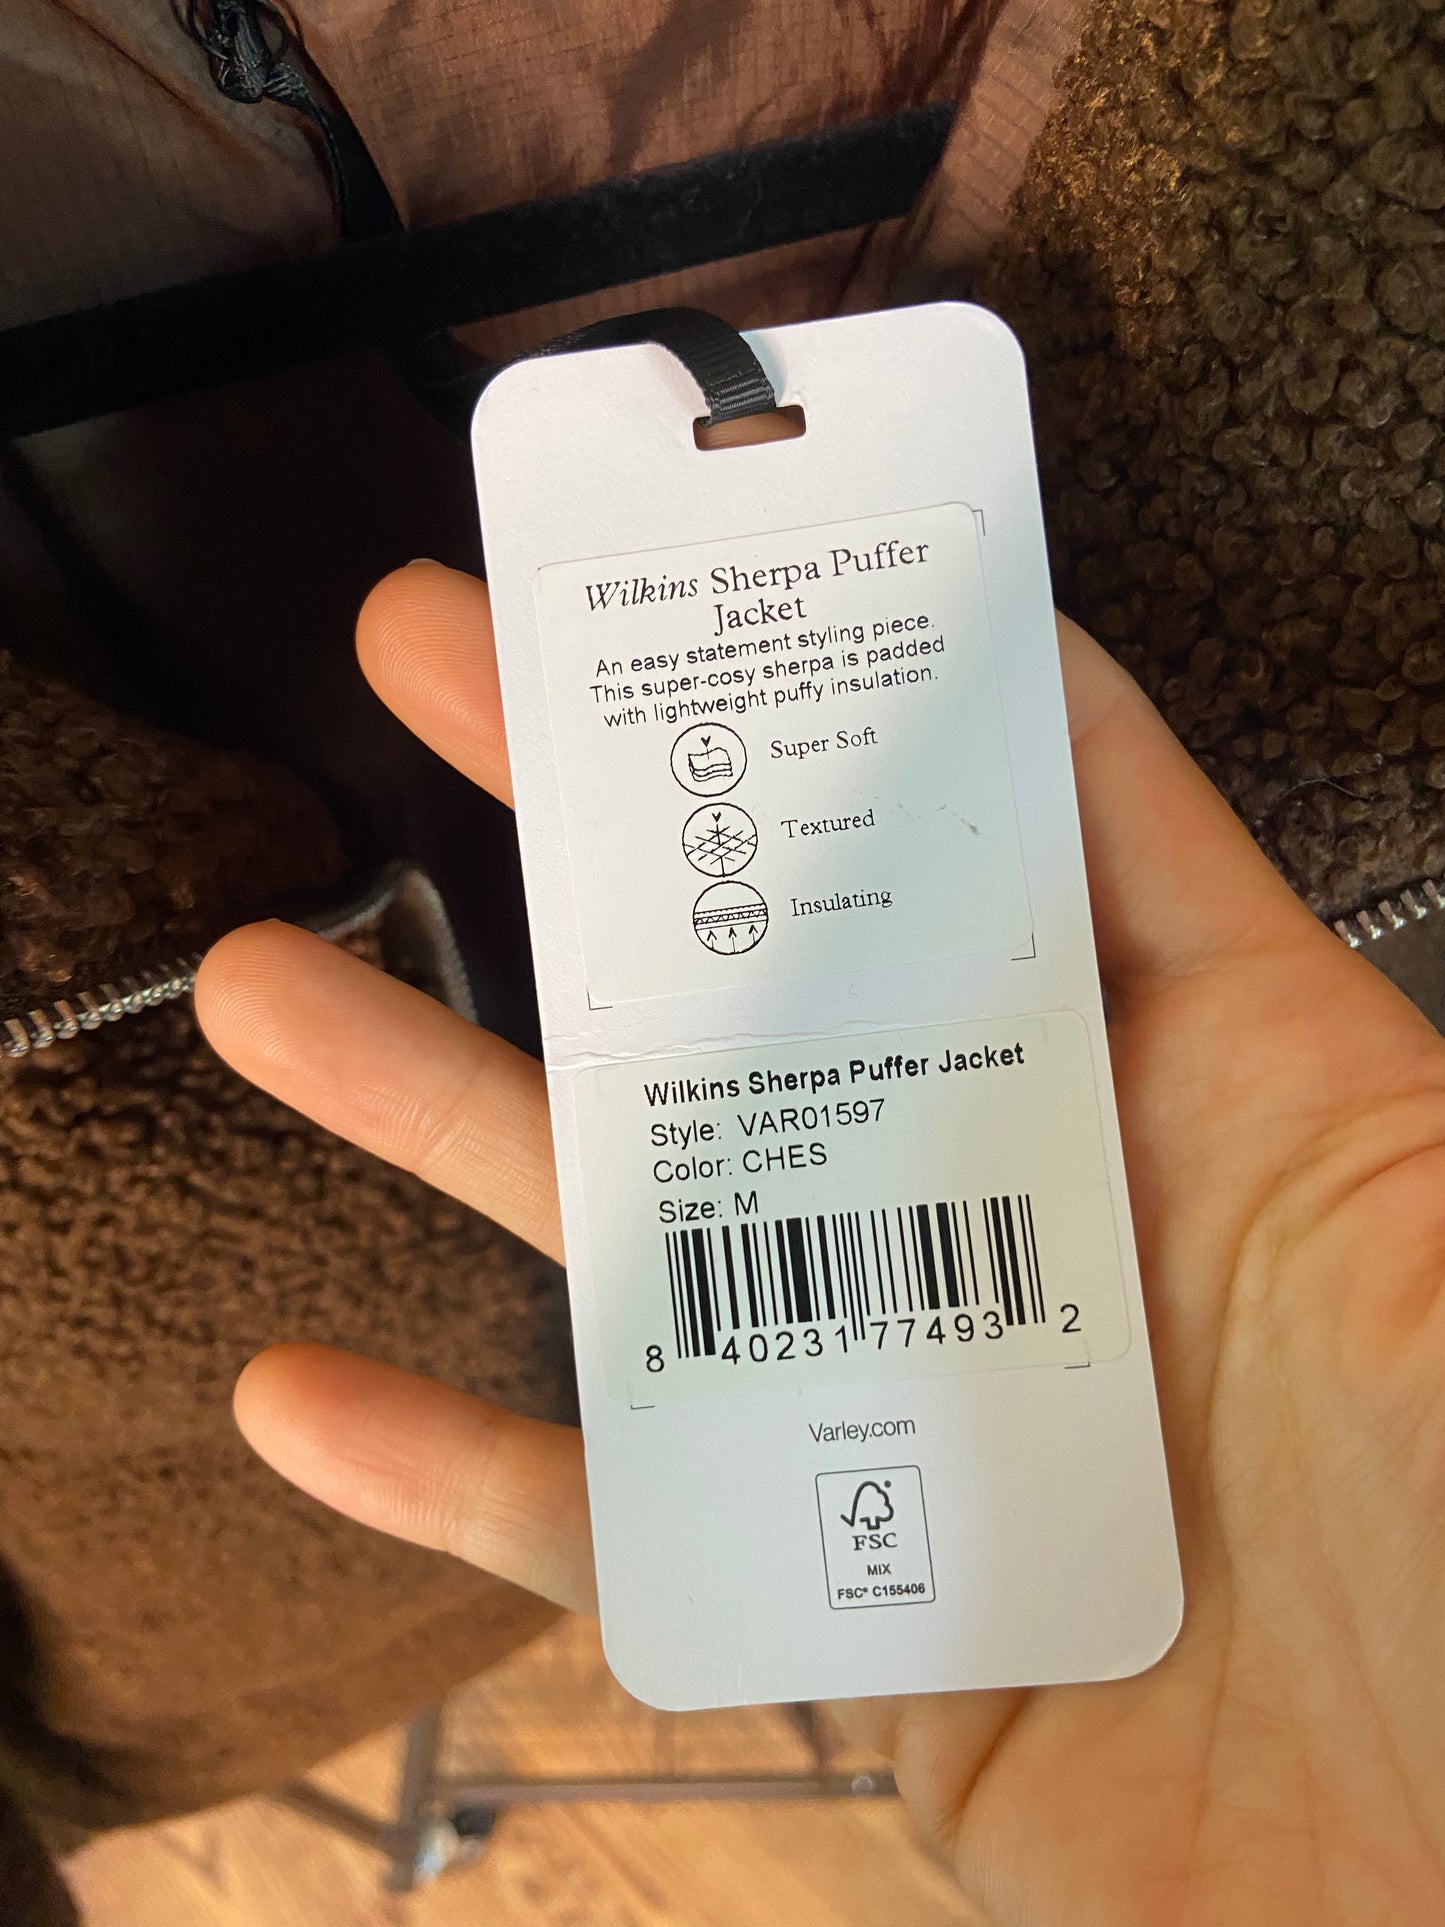 Wilkins Sherpa Puffer
Jacket
An easy statement styling piece.
This super-cosy sherpa is padded
with lightweight puffy insulation.
Super Soft
Textured
Insulating
Wilkins Sherpa Puffer Jacket
Style: VAR01597
Color: CHES
Size: M
8 40231 77493 2
Varley.com
FSC
MIX
FSC® C155406